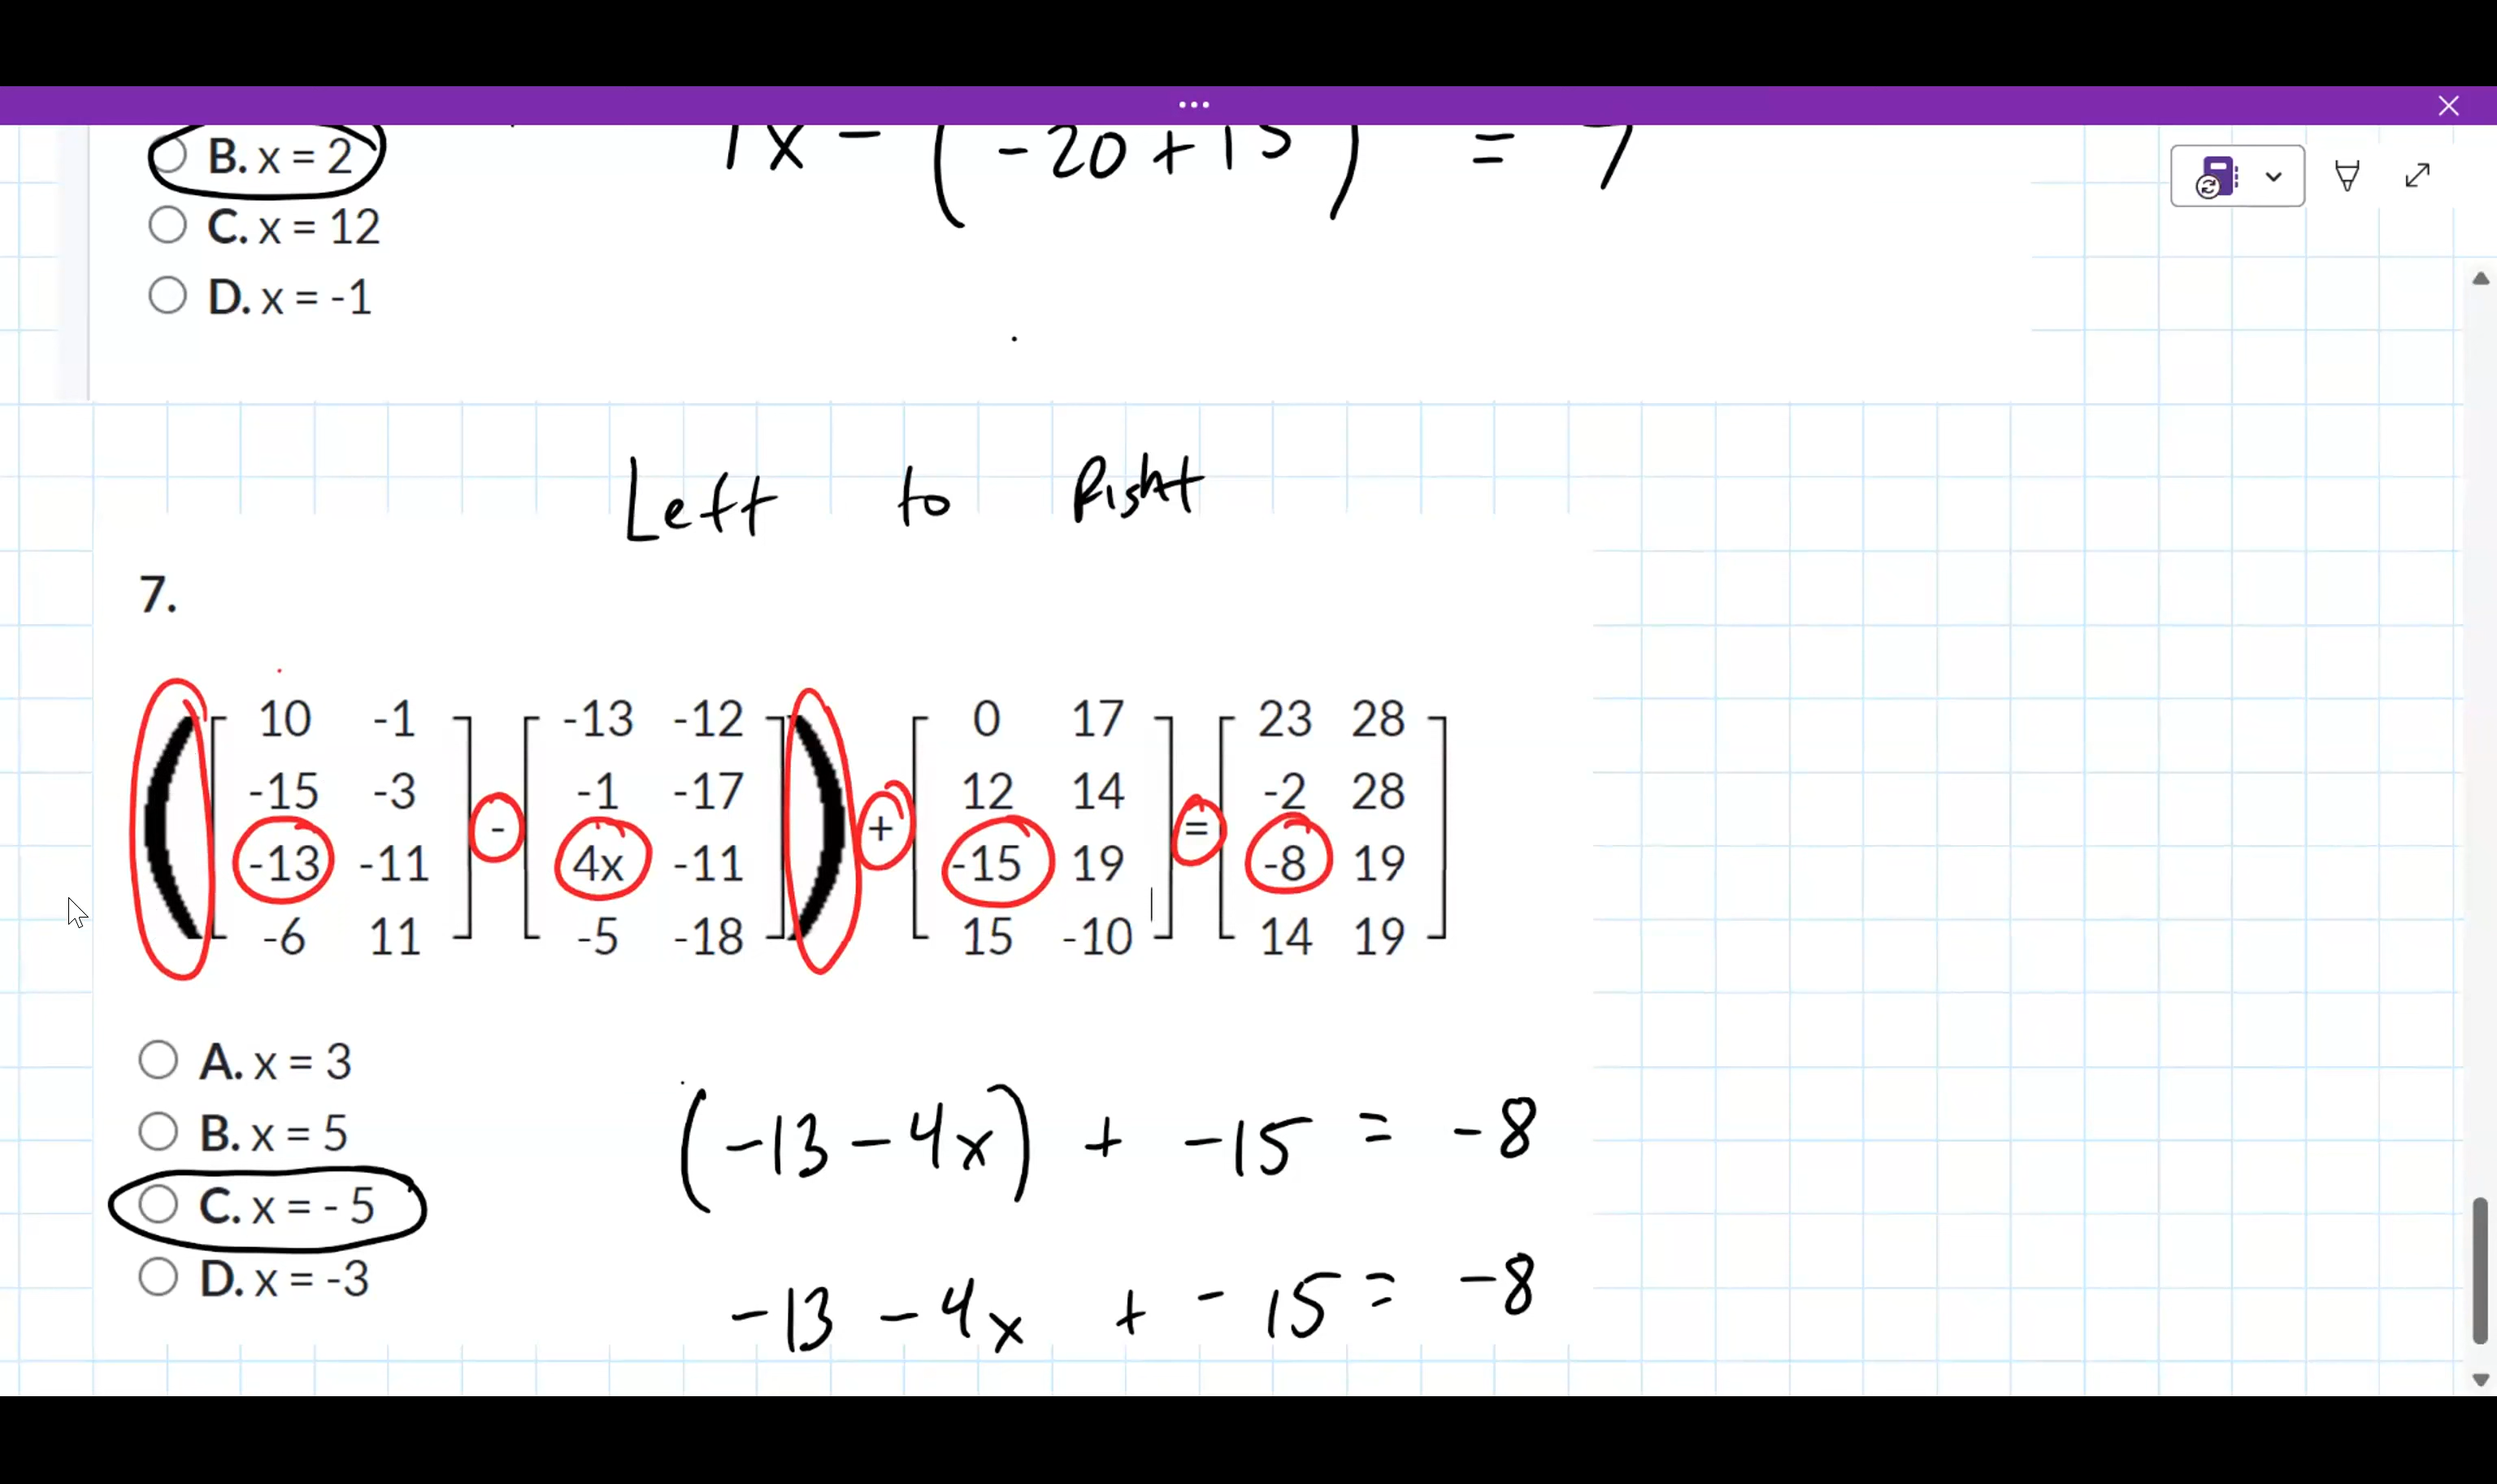 B. x = 2
C. x = 12
D. x = -1
x - ( -20 + 15 ) =
Left to Right
7.
( [ 10 -1 ] [ -13 -12 ] ) [ 0 17 ] [ 23 28 ]
-15 -3 -1 -17 12 14 -2 28
- + =
-13 -11 4x -11 -15 19 -8 19
-6 11 -5 -18 15 -10 14 19
A. x = 3
B. x = 5
C. x = - 5
D. x = -3
(-13 - 4x) + -15 = -8
-13 - 4x + -15 = -8